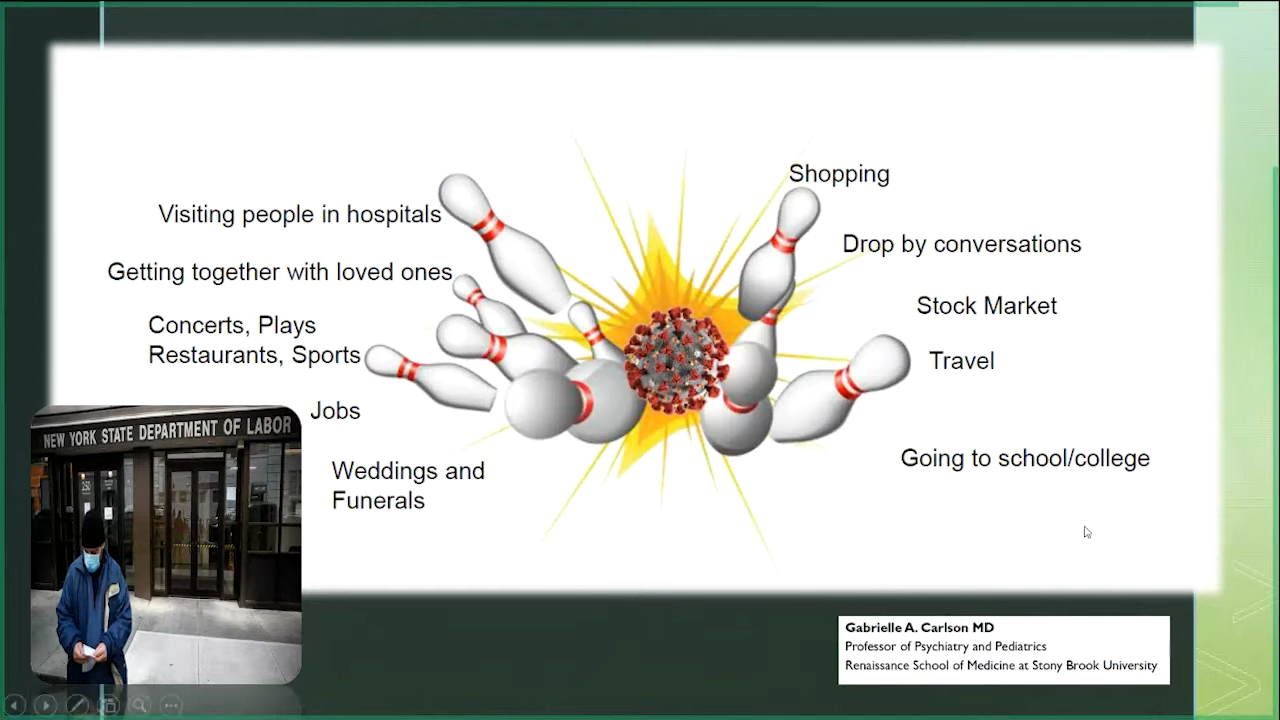 Shopping
Visiting people in hospitals
Drop by conversations
Getting together with loved ones
Stock Market
Concerts, Plays
Restaurants, Sports
Travel
Jobs
NEW YORK STATE DEPARTMENT OF LABOR
250
Going to school/college
Weddings and
Funerals
Gabrielle A. Carlson MD
Professor of Psychiatry and Pediatrics
Renaissance School of Medicine at Stony Brook University